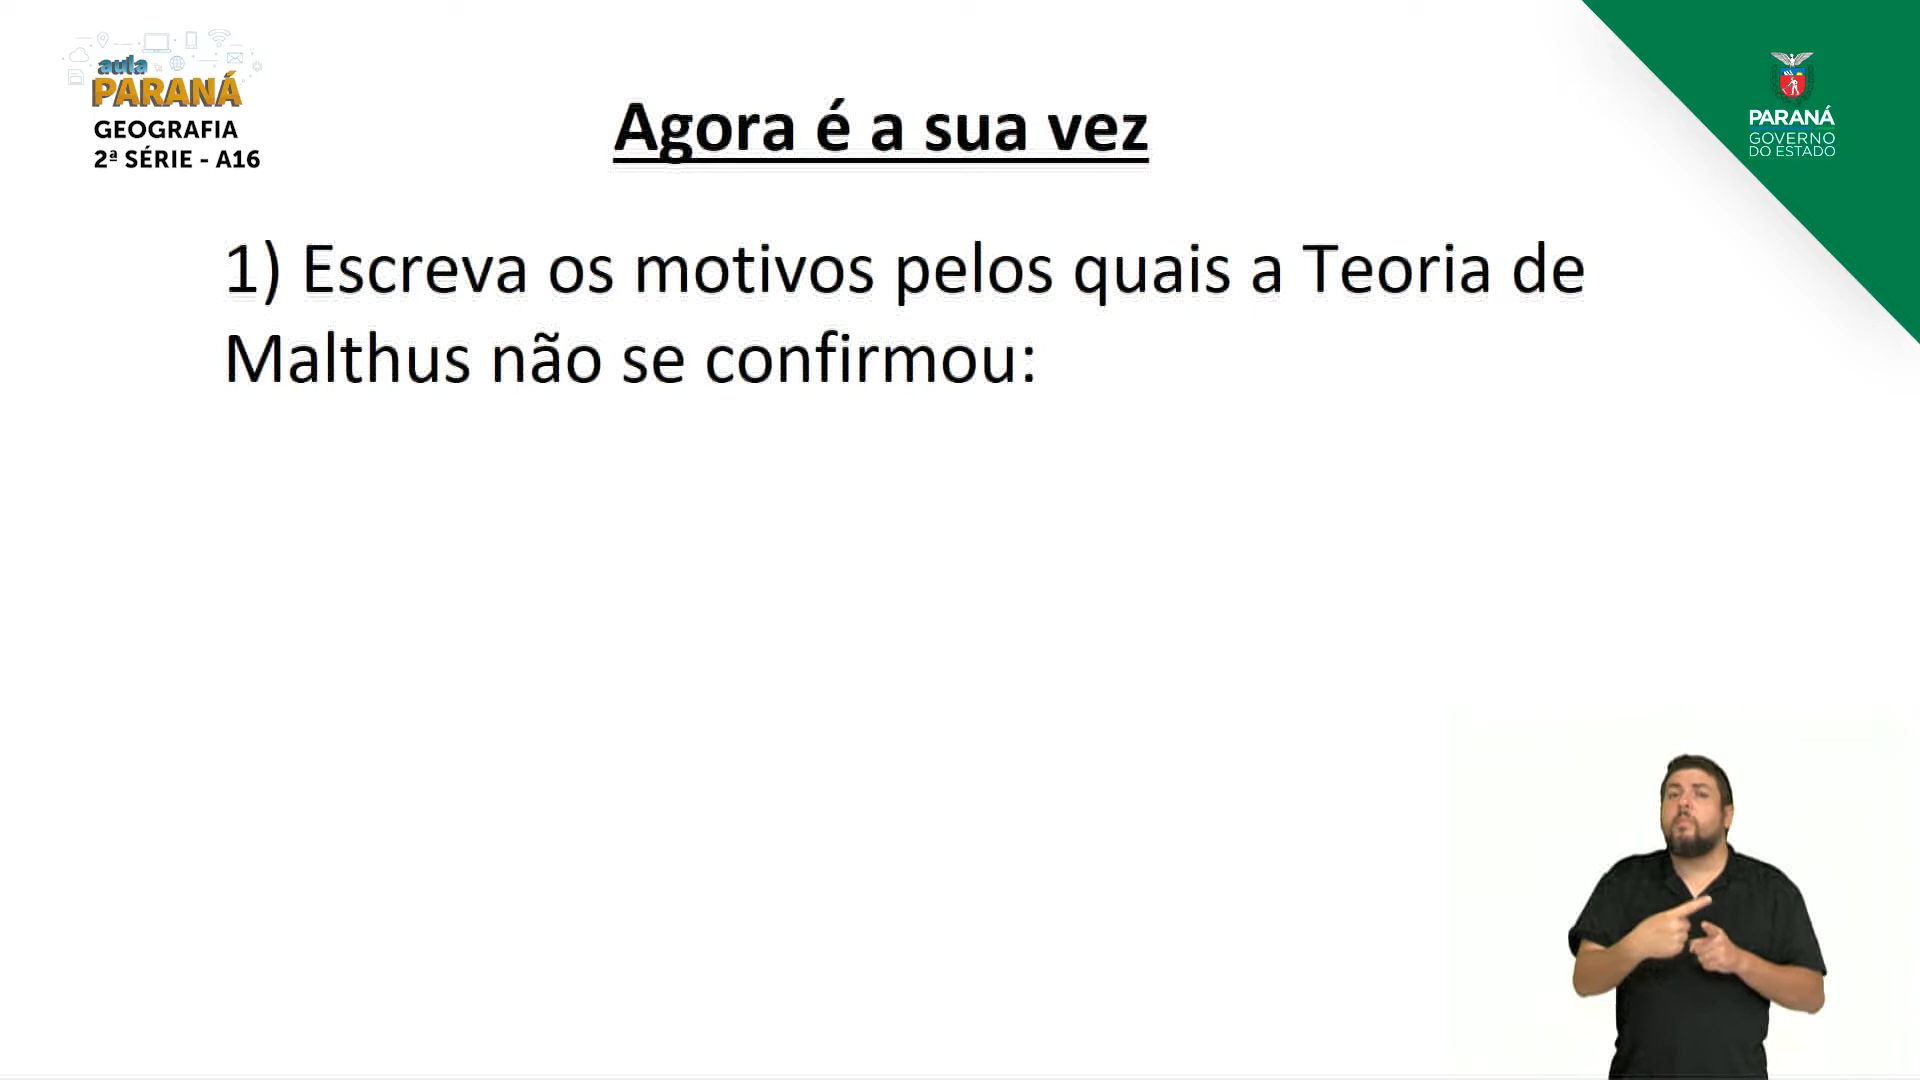 aula
PARANÁ
GEOGRAFIA
2ª SÉRIE - A16
Agora é a sua vez
PARANÁ
GOVERNO
DO ESTADO
1) Escreva os motivos pelos quais a Teoria de
Malthus não se confirmou: